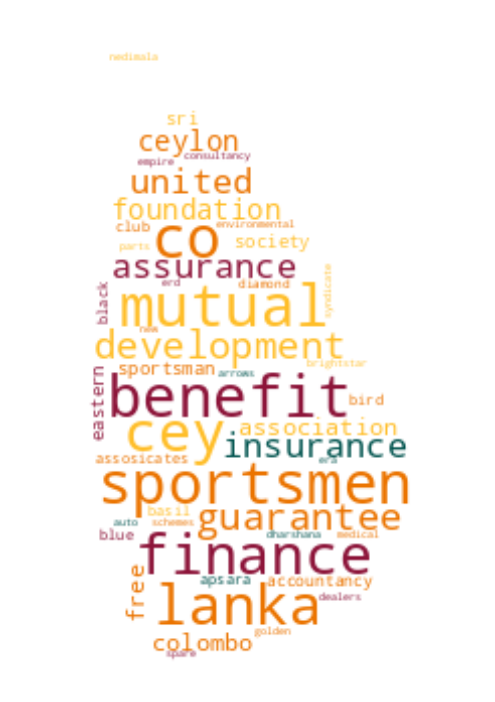 nedimala
sri
ceylon
empire consultancy
united
foundation
club co environmental
parts society
assurance
erd diamond
black mutual syndicate
new
development
sportsman arrows brightstar
eastern benefit bird
cey association
insurance
assosicates era
sportsmen
basil guarantee
auto schemes
blue dharshana medical
finance
free apsara accountancy
lanka dealers
colombo golden
spare